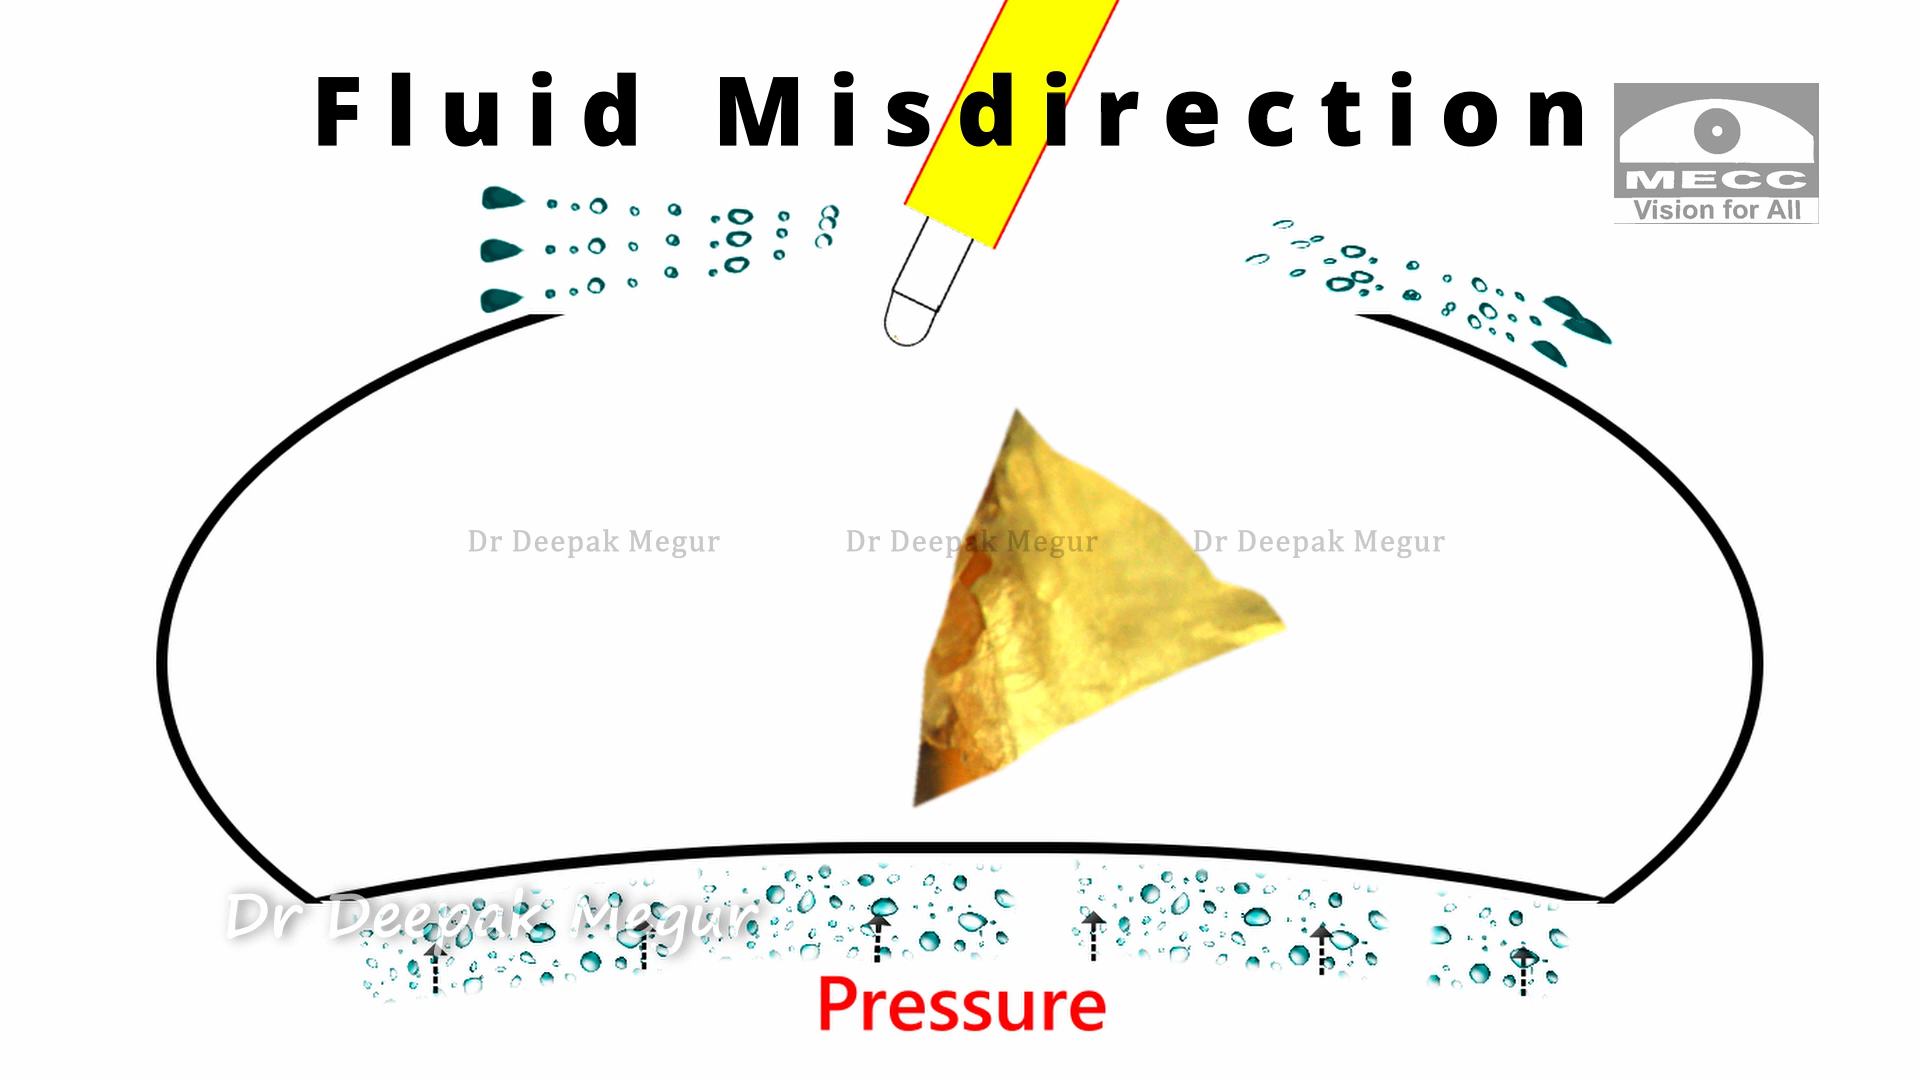 Fluid Misdirection
MECC
Vision for All
Dr Deepak Megur Dr Deepak Megur Dr Deepak Megur
Dr Deepak Megur
Pressure